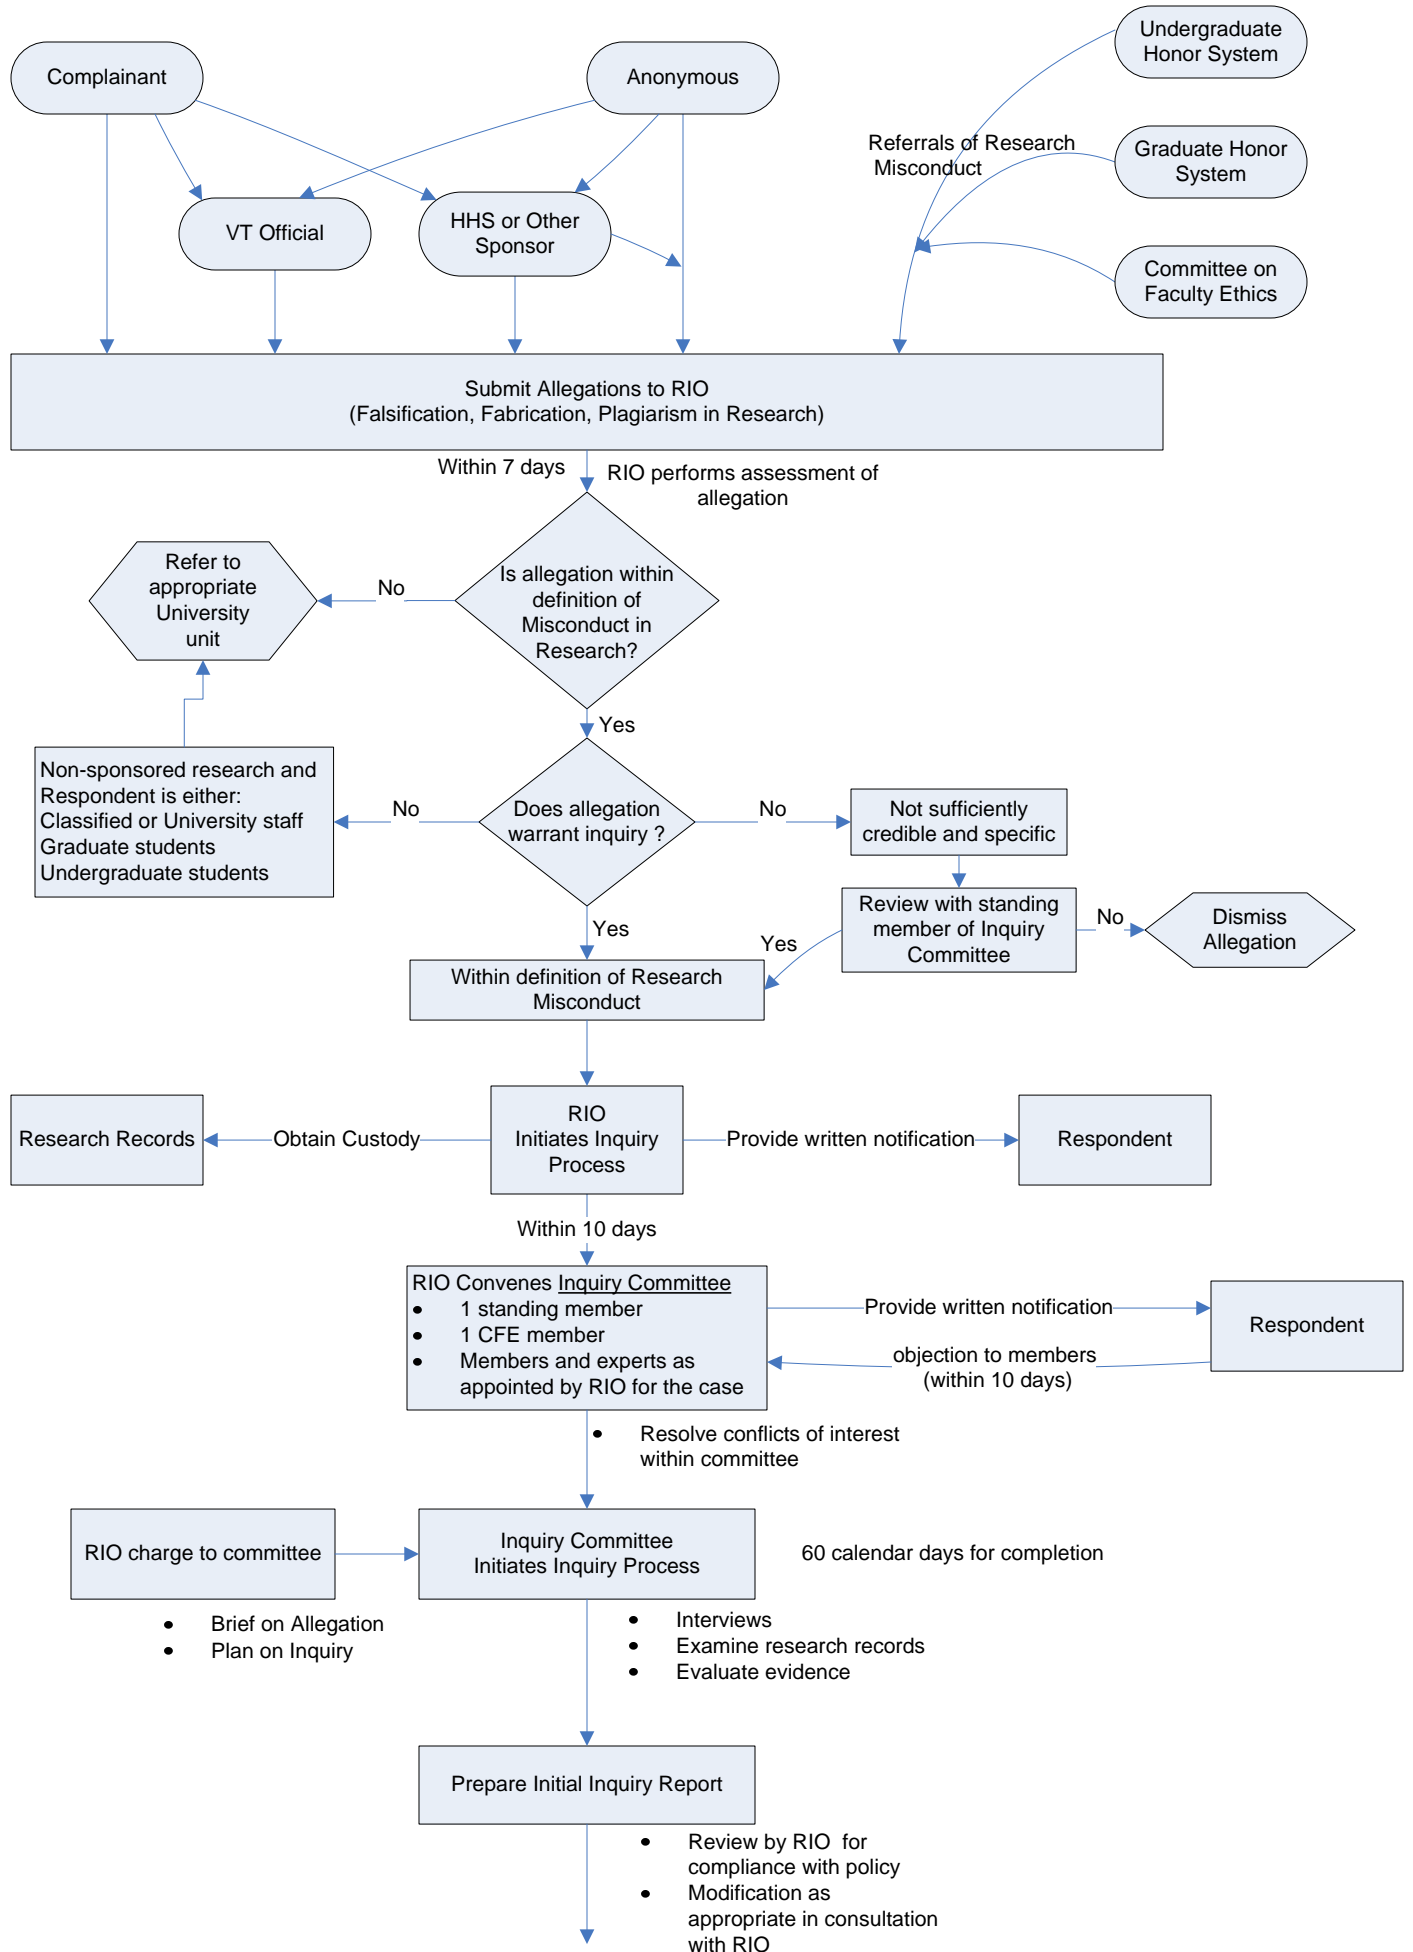 Undergraduate
Honor System
Complainant
Anonymous
Referrals of Research
Misconduct
Graduate Honor
System
VT Official
HHS or Other
Sponsor
Committee on
Faculty Ethics
Submit Allegations to RIO
(Falsification, Fabrication, Plagiarism in Research)
Within 7 days
RIO performs assessment of
allegation
Is allegation within
definition of
Misconduct in
Research?
No
Refer to
appropriate
University
unit
Yes
Non-sponsored research and
Respondent is either:
Classified or University staff
Graduate students
Undergraduate students
No
Does allegation
warrant inquiry ?
No
Not sufficiently
credible and specific
Review with standing
member of Inquiry
Committee
No
Dismiss
Allegation
Yes
Yes
Within definition of Research
Misconduct
Research Records
Obtain Custody
RIO
Initiates Inquiry
Process
Provide written notification
Respondent
Within 10 days
RIO Convenes Inquiry Committee
• 1 standing member
• 1 CFE member
• Members and experts as
appointed by RIO for the case
Provide written notification
objection to members
(within 10 days)
Respondent
• Resolve conflicts of interest
within committee
RIO charge to committee
Inquiry Committee
Initiates Inquiry Process
60 calendar days for completion
• Brief on Allegation
• Plan on Inquiry
• Interviews
• Examine research records
• Evaluate evidence
Prepare Initial Inquiry Report
• Review by RIO for
compliance with policy
• Modification as
appropriate in consultation
with RIO